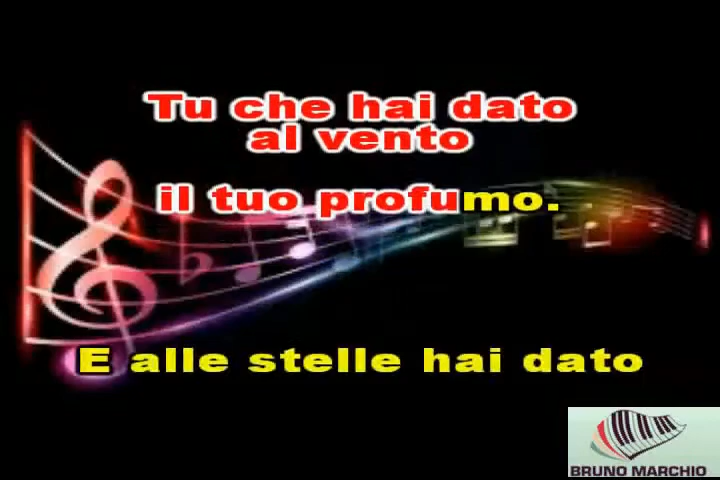 Tu che hai dato
al vento
il tuo profumo.
E alle stelle hai dato
BRUNO MARCHIO